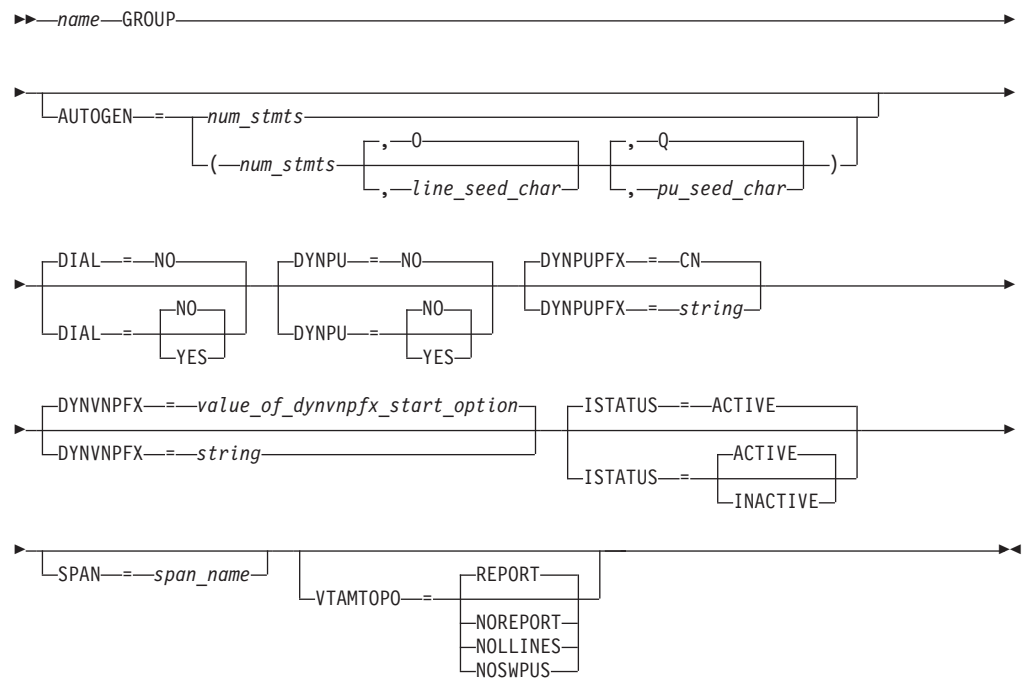 name GROUP
AUTOGEN = num_stmts
,—O ,—Q
( num_stmts )
, line_seed_char , pu_seed_char
DIAL = NO DYNPU = NO DYNPUPFX = CN
NO NO DYNPUPFX = string
DIAL = DYNPU =
YES YES
DYNVNPFX = value_of_dynvnpfx_start_option ISTATUS = ACTIVE
DYNVNPFX = string ACTIVE
ISTATUS =
INACTIVE
SPAN = span_name REPORT
VTAMTOPO =
NOREPORT
NOLLINES
NOSWPUS